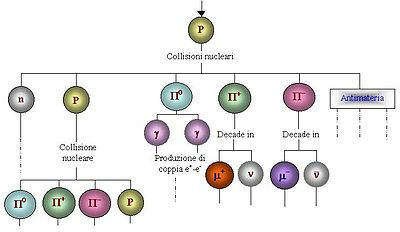 P
Collisioni nucleari
n P Π⁰ Π⁺ Π⁻ Antimateria
γ γ Decade in Decade in
Collisione
nucleare
Produzione di
coppia e⁺-e⁻
μ⁺ ν μ⁻ ν̄
Π⁰ Π⁺ Π⁻ P